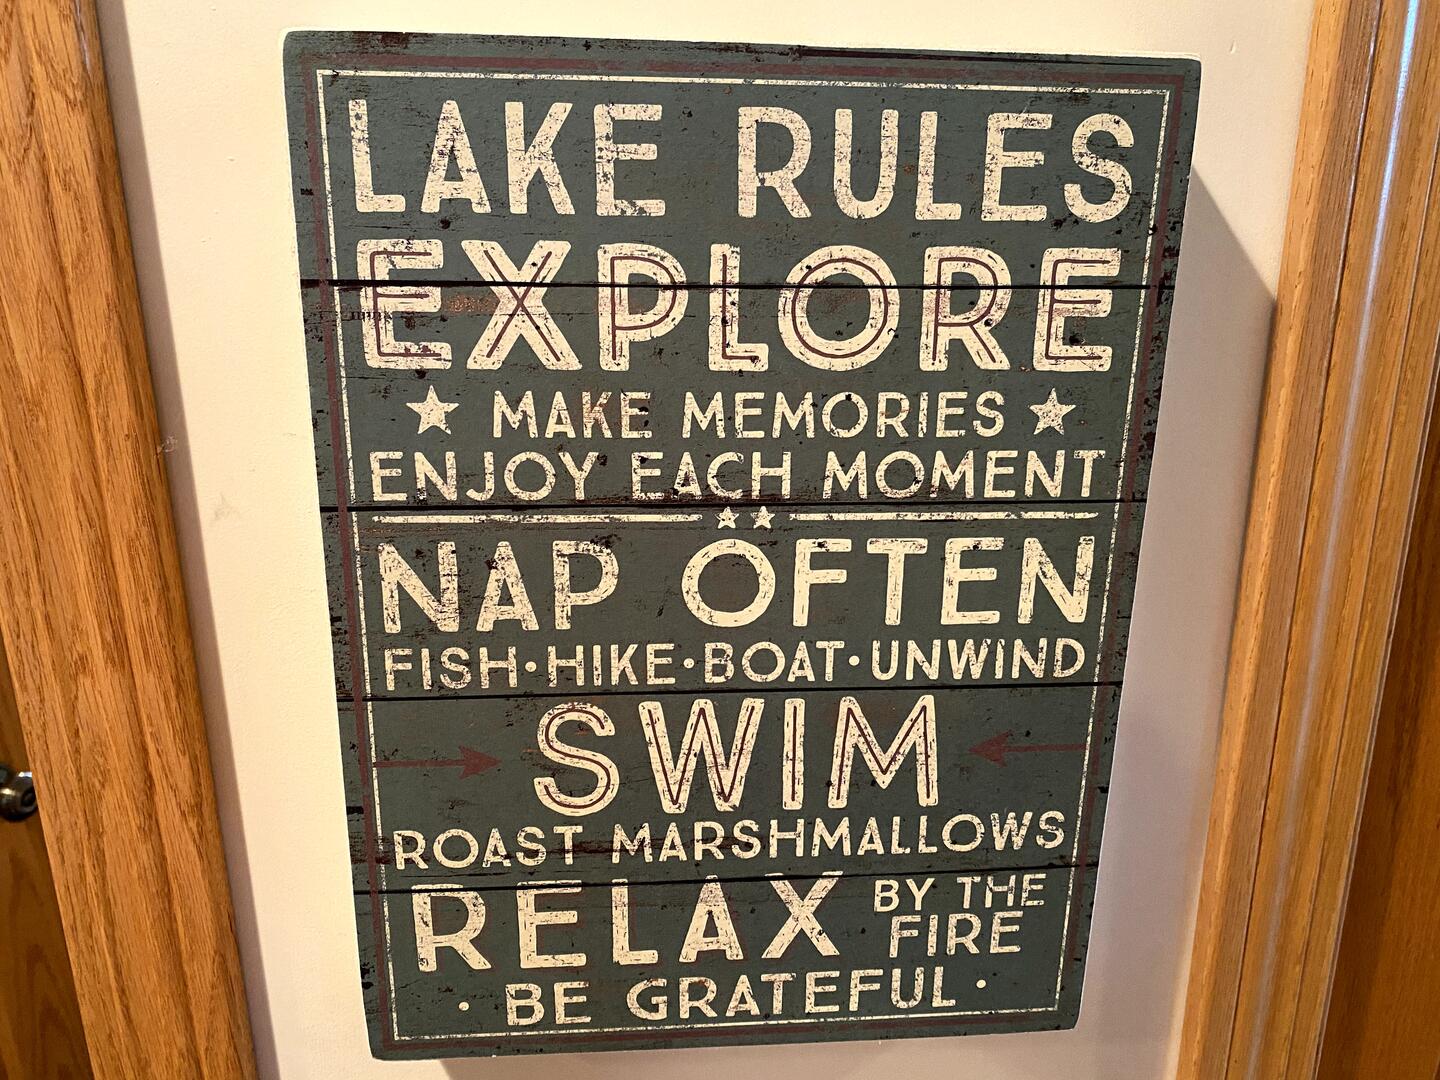 LAKE RULES
EXPLORE
★ MAKE MEMORIES ★
ENJOY EACH MOMENT
NAP OFTEN
FISH•HIKE•BOAT•UNWIND
SWIM
ROAST MARSHMALLOWS
RELAX BY THE
FIRE
• BE GRATEFUL •